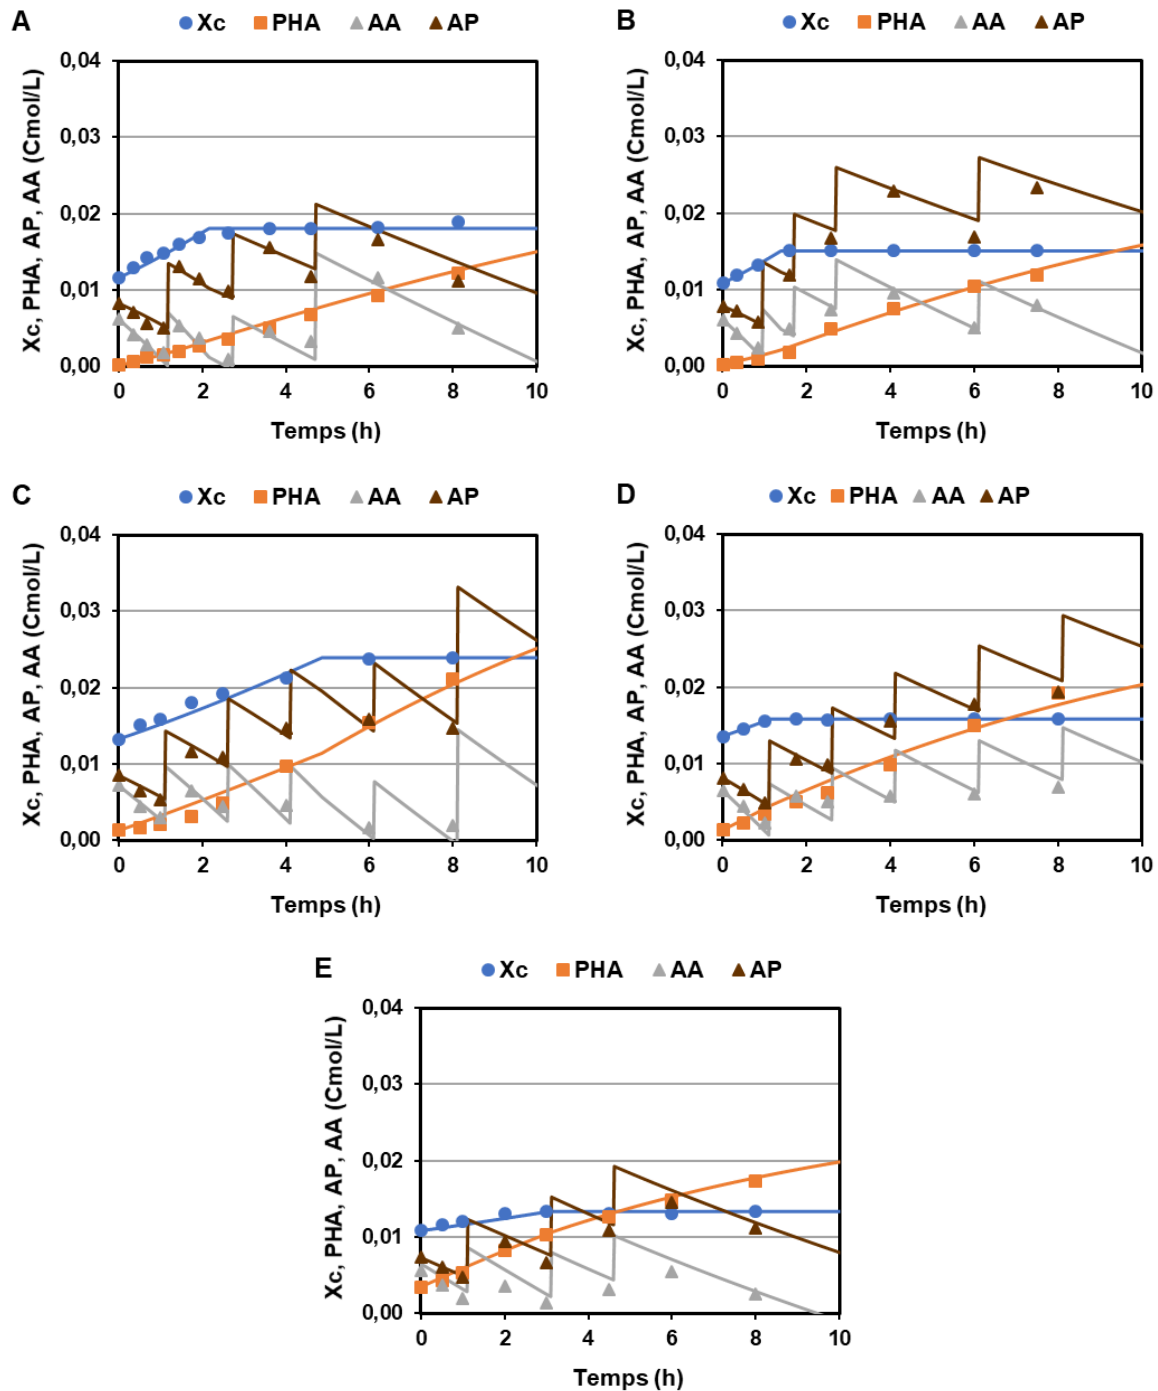 A
Xc PHA AA AP
Xc, PHA, AP, AA (Cmol/L)
0,04
0,03
0,02
0,01
0,00
0 2 4 6 8 10
Temps (h)
B
Xc PHA AA AP
Xc, PHA, AP, AA (Cmol/L)
0,04
0,03
0,02
0,01
0,00
0 2 4 6 8 10
Temps (h)
C
Xc PHA AA AP
Xc, PHA, AP, AA (Cmol/L)
0,04
0,03
0,02
0,01
0,00
0 2 4 6 8 10
Temps (h)
D
Xc PHA AA AP
Xc, PHA, AP, AA (Cmol/L)
0,04
0,03
0,02
0,01
0,00
0 2 4 6 8 10
Temps (h)
E
Xc PHA AA AP
Xc, PHA, AP, AA (Cmol/L)
0,04
0,03
0,02
0,01
0,00
0 2 4 6 8 10
Temps (h)